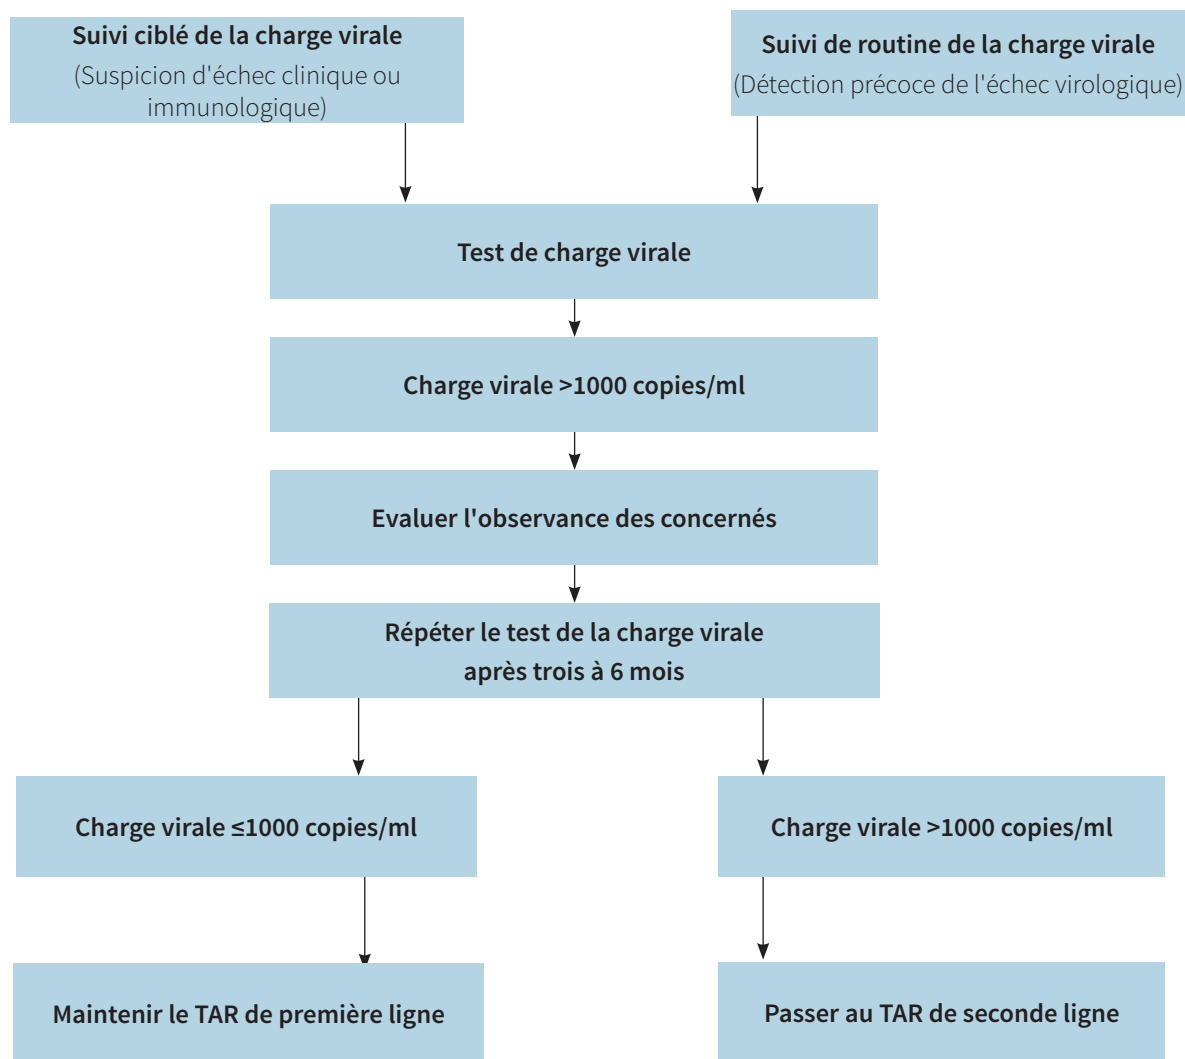 Suivi ciblé de la charge virale
(Suspicion d'échec clinique ou
immunologique)
Suivi de routine de la charge virale
(Détection précoce de l'échec virologique)
Test de charge virale
Charge virale >1000 copies/ml
Evaluer l'observance des concernés
Répéter le test de la charge virale
après trois à 6 mois
Charge virale ≤1000 copies/ml
Charge virale >1000 copies/ml
Maintenir le TAR de première ligne
Passer au TAR de seconde ligne